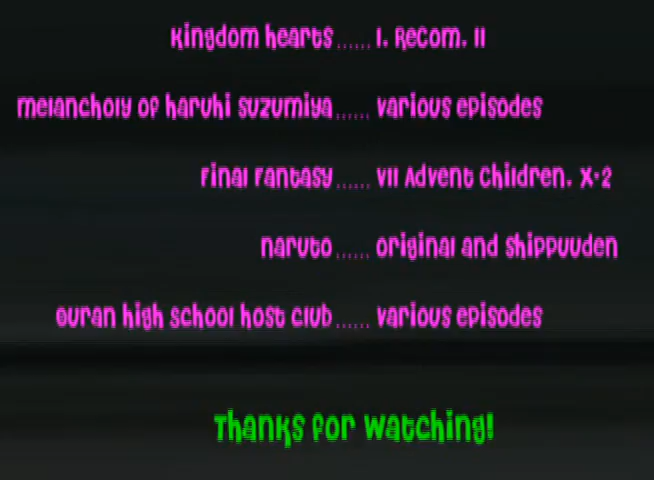 Kingdom hearts ...... I, Recom, II
melancholy of haruhi suzumiya ...... various episodes
final fantasy ...... VII Advent Children, X-2
naruto ...... original and shippuuden
ouran high school host club ...... various episodes
Thanks for watching!